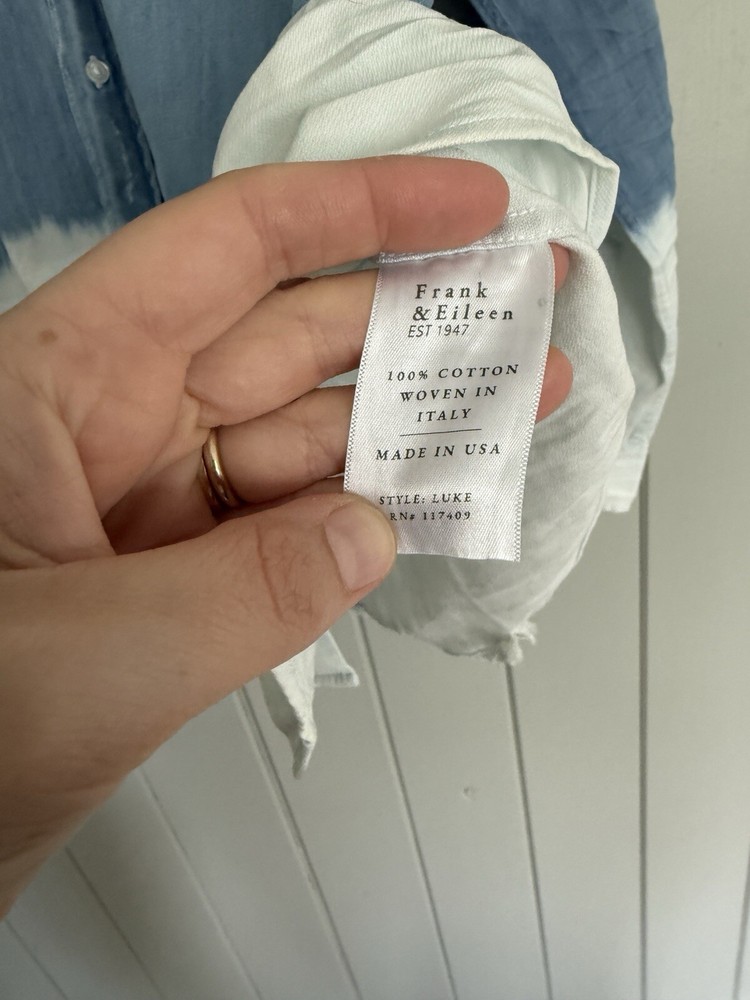 Frank
&Eileen
EST 1947
100% COTTON
WOVEN IN
ITALY
MADE IN USA
STYLE: LUKE
RN# 117409